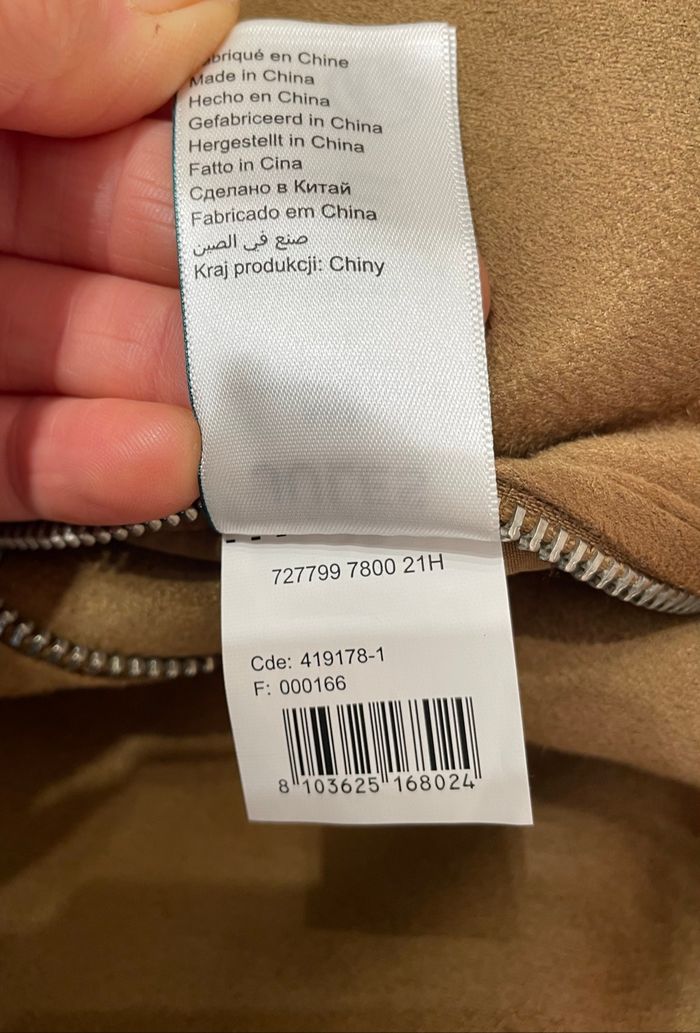 briqué en Chine
Made in China
Hecho en China
Gefabriceerd in China
Hergestellt in China
Fatto in Cina
Сделано в Китай
Fabricado em China
صنع في الصين
Kraj produkcji: Chiny
727799 7800 21H
Cde: 419178-1
F: 000166
8 103625 168024